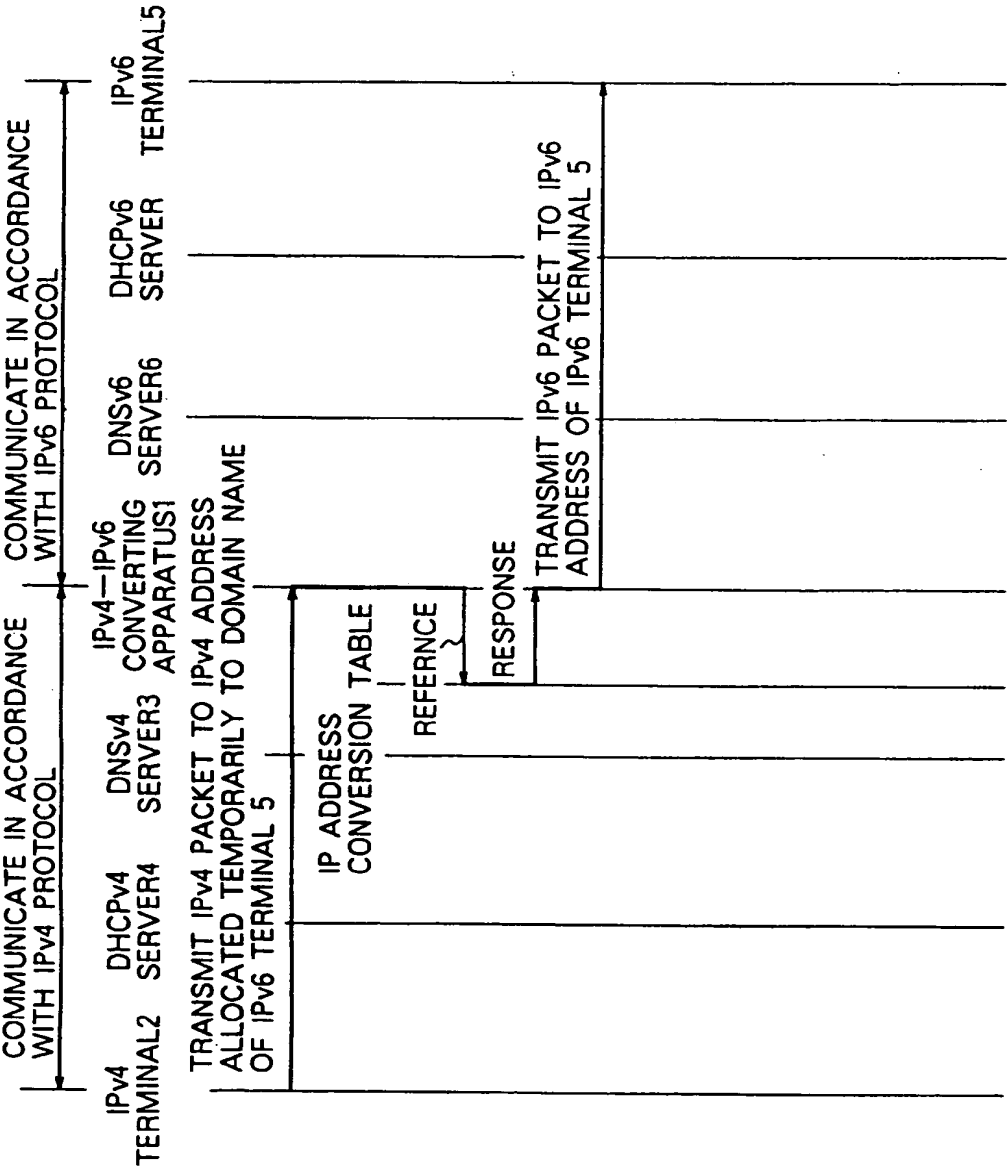 COMMUNICATE IN ACCORDANCE
WITH IPv4 PROTOCOL
COMMUNICATE IN ACCORDANCE
WITH IPv6 PROTOCOL
IPv4
TERMINAL2
DHCPv4
SERVER4
DNSv4
SERVER3
IPv4—IPv6
CONVERTING
APPARATUS1
DNSv6
SERVER6
DHCPv6
SERVER
IPv6
TERMINAL5
TRANSMIT IPv4 PACKET TO IPv4 ADDRESS
ALLOCATED TEMPORARILY TO DOMAIN NAME
OF IPv6 TERMINAL 5
IP ADDRESS
CONVERSION TABLE
REFERNCE
RESPONSE
TRANSMIT IPv6 PACKET TO IPv6
ADDRESS OF IPv6 TERMINAL 5